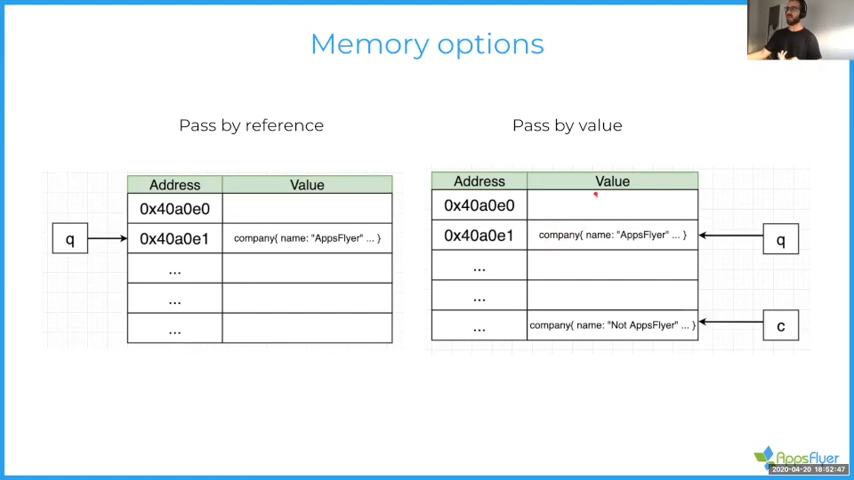 Memory options
Pass by reference
Address Value
0x40a0e0
q
0x40a0e1 company{ name: "AppsFlyer" ... }
...
...
...
Pass by value
Address Value
0x40a0e0
0x40a0e1 company{ name: "AppsFlyer" ... }
q
...
...
... company{ name: "Not AppsFlyer" ... }
c
AppsFlyer
2020-04-20 18:52:47